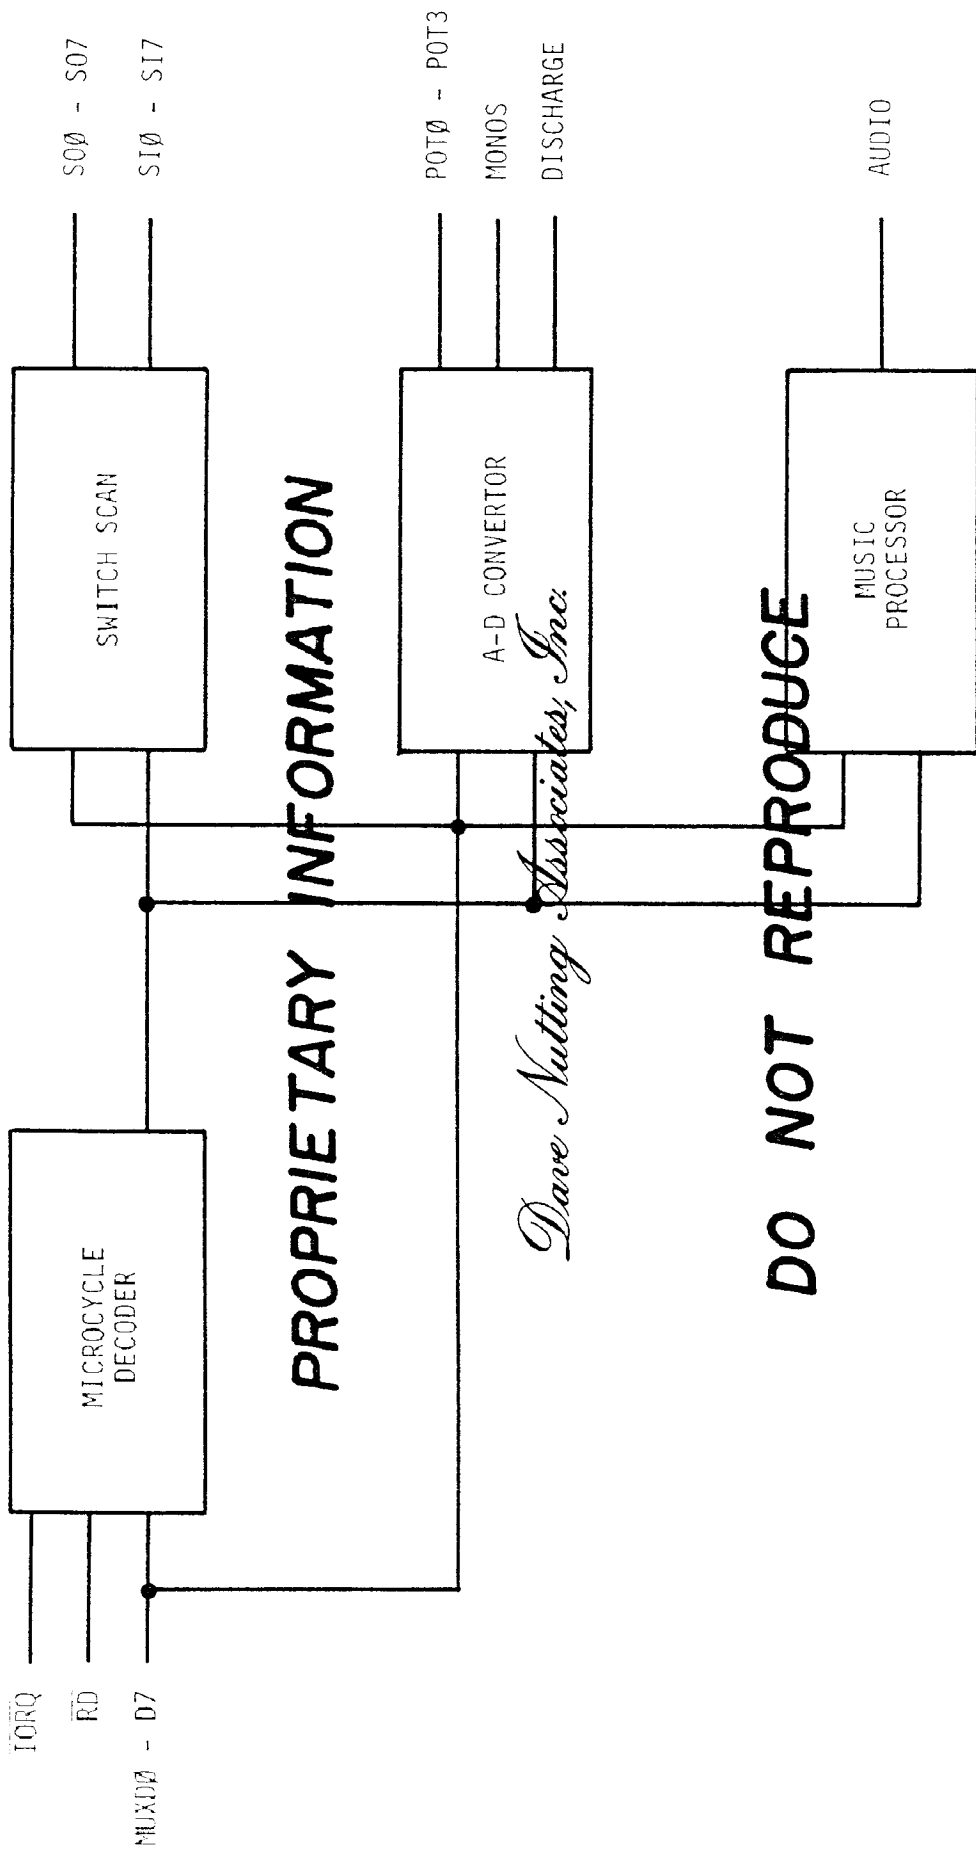 IORQ
RD
MUXDØ - D7
MICROCYCLE
DECODER
SWITCH SCAN
SOØ - SO7
SIØ - SI7
PROPRIETARY INFORMATION
A-D CONVERTOR
POTØ - POT3
MONOS
DISCHARGE
Dave Nutting Associates, Inc.
DO NOT REPRODUCE
MUSIC
PROCESSOR
AUDIO